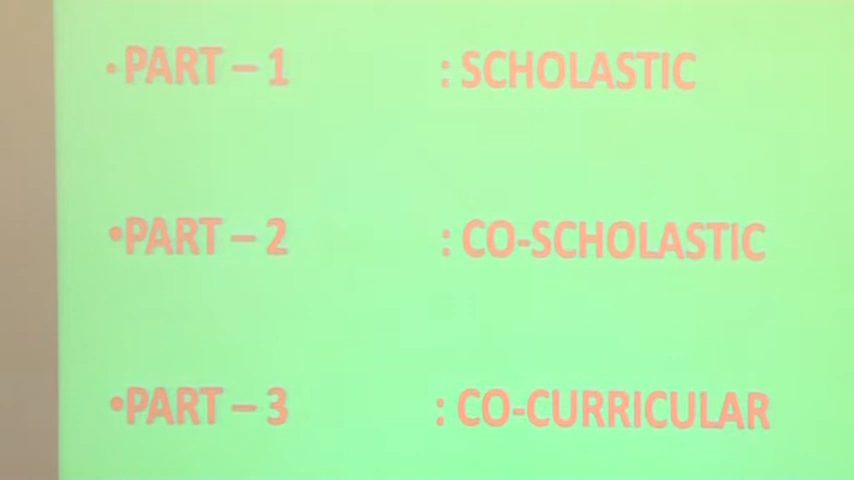 •PART – 1 : SCHOLASTIC
•PART – 2 : CO-SCHOLASTIC
•PART – 3 : CO-CURRICULAR